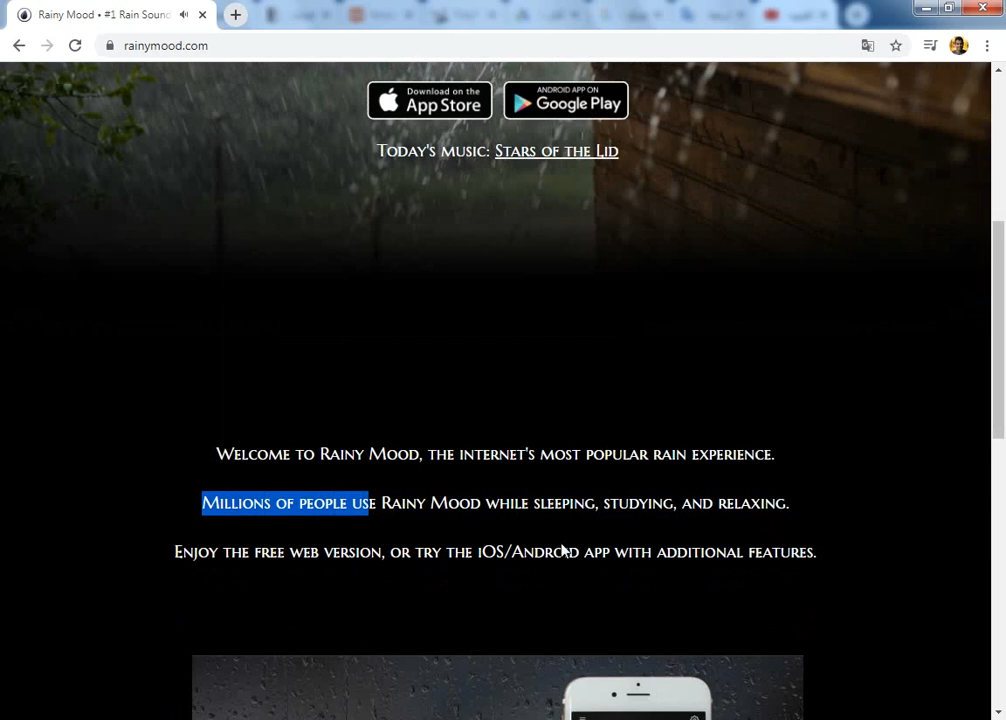 Rainy Mood • #1 Rain Sound
rainymood.com
Download on the
App Store
ANDROID APP ON
Google Play
Today's music: Stars of the Lid
Welcome to Rainy Mood, the internet's most popular rain experience.
Millions of people use Rainy Mood while sleeping, studying, and relaxing.
Enjoy the free web version, or try the iOS/Android app with additional features.